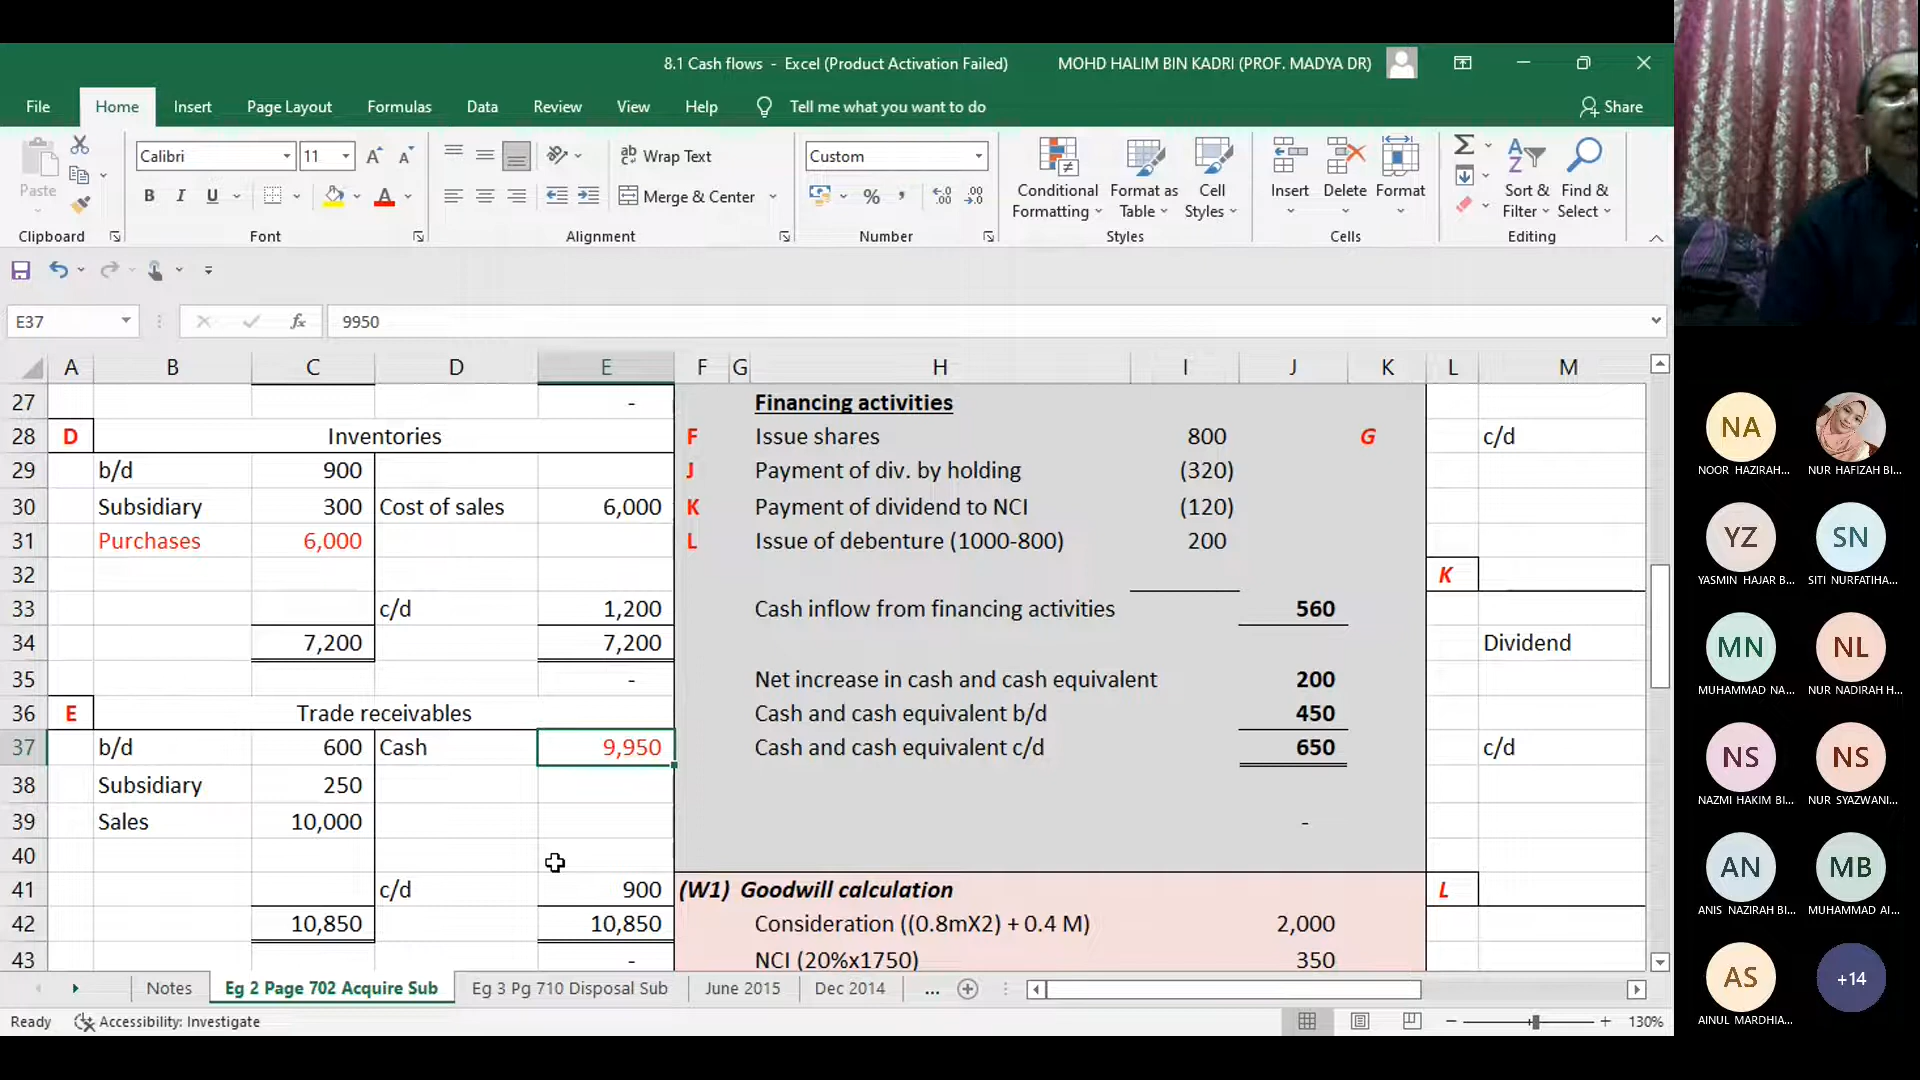 8.1 Cash flows - Excel (Product Activation Failed) MOHD HALIM BIN KADRI (PROF. MADYA DR)
File Home Insert Page Layout Formulas Data Review View Help Tell me what you want to do Share
Paste
Clipboard
Calibri 11
B I U
Font
Wrap Text
Merge & Center
Alignment
Custom
%
Number
Conditional Formatting
Format as Table
Cell Styles
Styles
Insert Delete Format
Cells
Sort & Filter
Find & Select
Editing
E37 fx 9950
A B C D E F G H I J K L M
27 - Financing activities
28 D Inventories F Issue shares 800 G c/d
29 b/d 900 J Payment of div. by holding (320)
30 Subsidiary 300 Cost of sales 6,000 K Payment of dividend to NCI (120)
31 Purchases 6,000 L Issue of debenture (1000-800) 200
32 K
33 c/d 1,200 Cash inflow from financing activities 560
34 7,200 7,200 Dividend
35 - Net increase in cash and cash equivalent 200
36 E Trade receivables Cash and cash equivalent b/d 450
37 b/d 600 Cash 9,950 Cash and cash equivalent c/d 650 c/d
38 Subsidiary 250
39 Sales 10,000 -
40
41 c/d 900 (W1) Goodwill calculation L
42 10,850 10,850 Consideration ((0.8mX2) + 0.4 M) 2,000
43 - NCI (20%x1750) 350
Notes Eg 2 Page 702 Acquire Sub Eg 3 Pg 710 Disposal Sub June 2015 Dec 2014 ...
Ready Accessibility: Investigate 130%
NA
NOOR HAZIRAH...
NUR HAFIZAH BI...
YZ SN
YASMIN HAJAR B... SITI NURFATIHA...
MN NL
MUHAMMAD NA... NUR NADIRAH H...
NS NS
NAZMI HAKIM BI... NUR SYAZWANI...
AN MB
ANIS NAZIRAH BI... MUHAMMAD AI...
AS +14
AINUL MARDHIA...